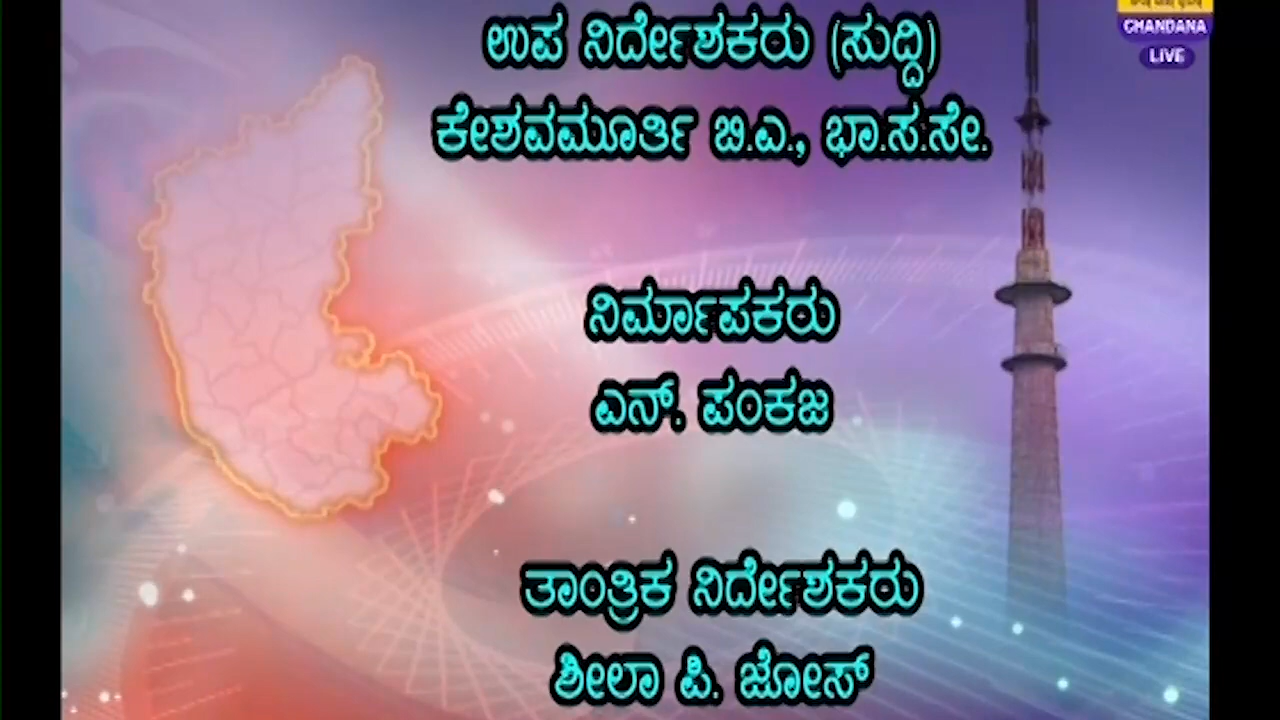 CHANDANA
LIVE
ಉಪ ನಿರ್ದೇಶಕರು (ಸುದ್ದಿ)
ಕೇಶವಮೂರ್ತಿ ಬಿ.ಎ., ಭಾ.ಸ.ಸೇ.
ನಿರ್ಮಾಪಕರು
ಎನ್. ಪಂಕಜ
ತಾಂತ್ರಿಕ ನಿರ್ದೇಶಕರು
ಶೀಲಾ ಪಿ. ಜೋಸ್